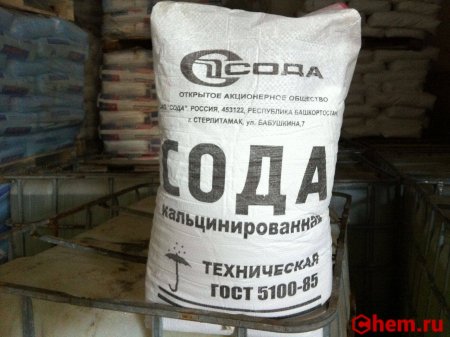 СОДА
ОТКРЫТОЕ АКЦИОНЕРНОЕ ОБЩЕСТВО
"СОДА". РОССИЯ, 453122, РЕСПУБЛИКА БАШКОРТОСТАН
г. СТЕРЛИТАМАК, ул. БАБУШКИНА,7
СОДА
кальцинированная
ТЕХНИЧЕСКАЯ
ГОСТ 5100-85
Chem.ru